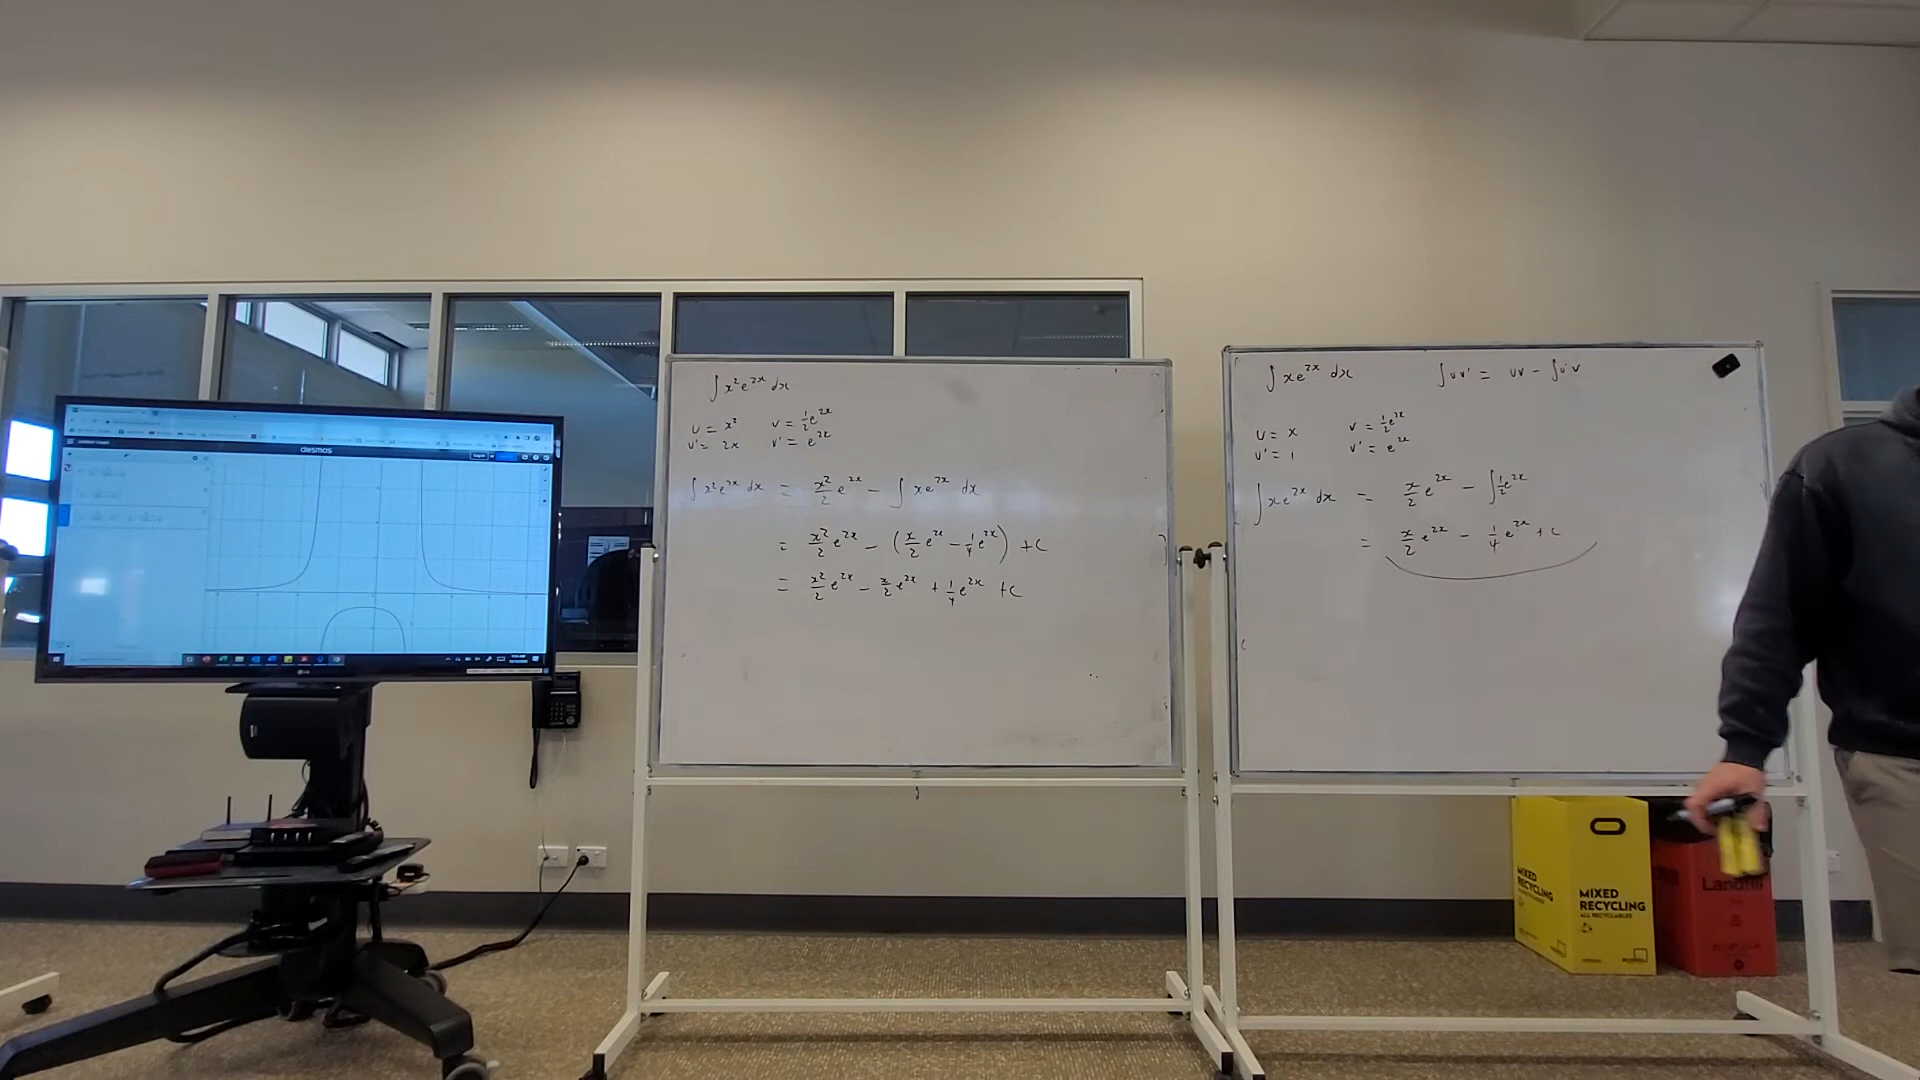 desmos
∫x²e²ˣ dx
u = x² v = ½e²ˣ
u' = 2x v' = e²ˣ
∫x²e²ˣ dx = x²/2 e²ˣ - ∫xe²ˣ dx
= x²/2 e²ˣ - (x/2 e²ˣ - ¼e²ˣ) + c
= x²/2 e²ˣ - x/2 e²ˣ + ¼e²ˣ + c
∫xe²ˣ dx ∫uv' = uv - ∫u'v
u = x v = ½e²ˣ
u' = 1 v' = e²ˣ
∫xe²ˣ dx = x/2 e²ˣ - ∫½e²ˣ
= x/2 e²ˣ - ¼e²ˣ + c
MIXED
RECYCLING
MIXED
RECYCLING
ALL RECYCLABLES
Landfill